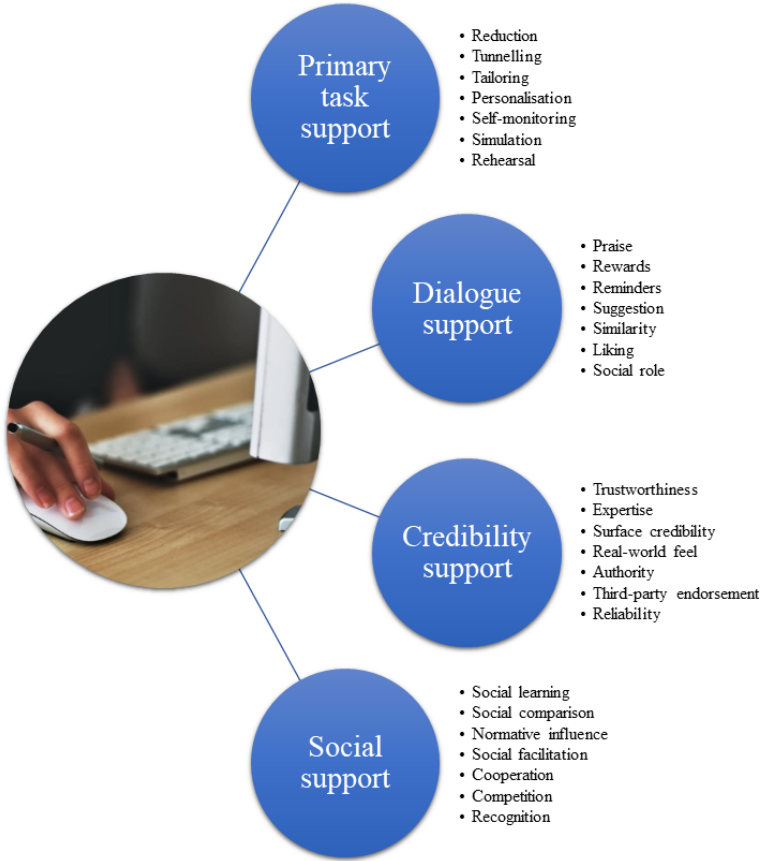 Primary
task
support
• Reduction
• Tunnelling
• Tailoring
• Personalisation
• Self-monitoring
• Simulation
• Rehearsal
Dialogue
support
• Praise
• Rewards
• Reminders
• Suggestion
• Similarity
• Liking
• Social role
Credibility
support
• Trustworthiness
• Expertise
• Surface credibility
• Real-world feel
• Authority
• Third-party endorsement
• Reliability
Social
support
• Social learning
• Social comparison
• Normative influence
• Social facilitation
• Cooperation
• Competition
• Recognition